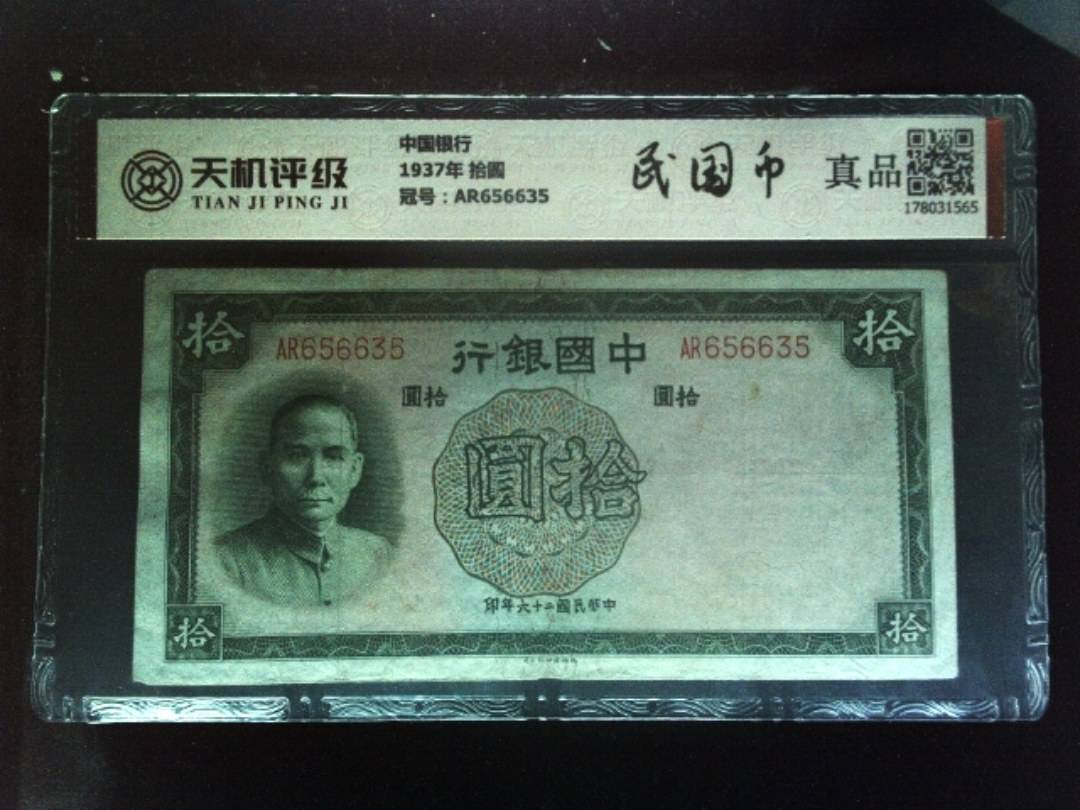 天机评级
TIAN JI PING JI
中国银行
1937年 拾圆
冠号：AR656635
民国币
真品
178031565
拾
拾
AR656635
中國銀行
AR656635
拾圓
拾圓
拾圓
中華民國二十六年印
拾
拾